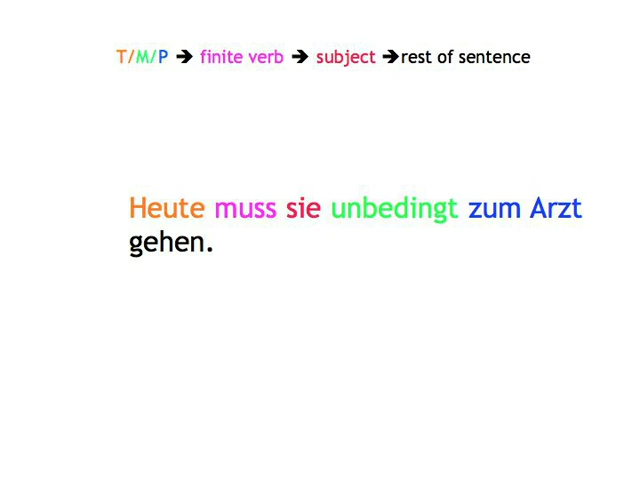 T/M/P ➔ finite verb ➔ subject ➔rest of sentence
Heute muss sie unbedingt zum Arzt
gehen.